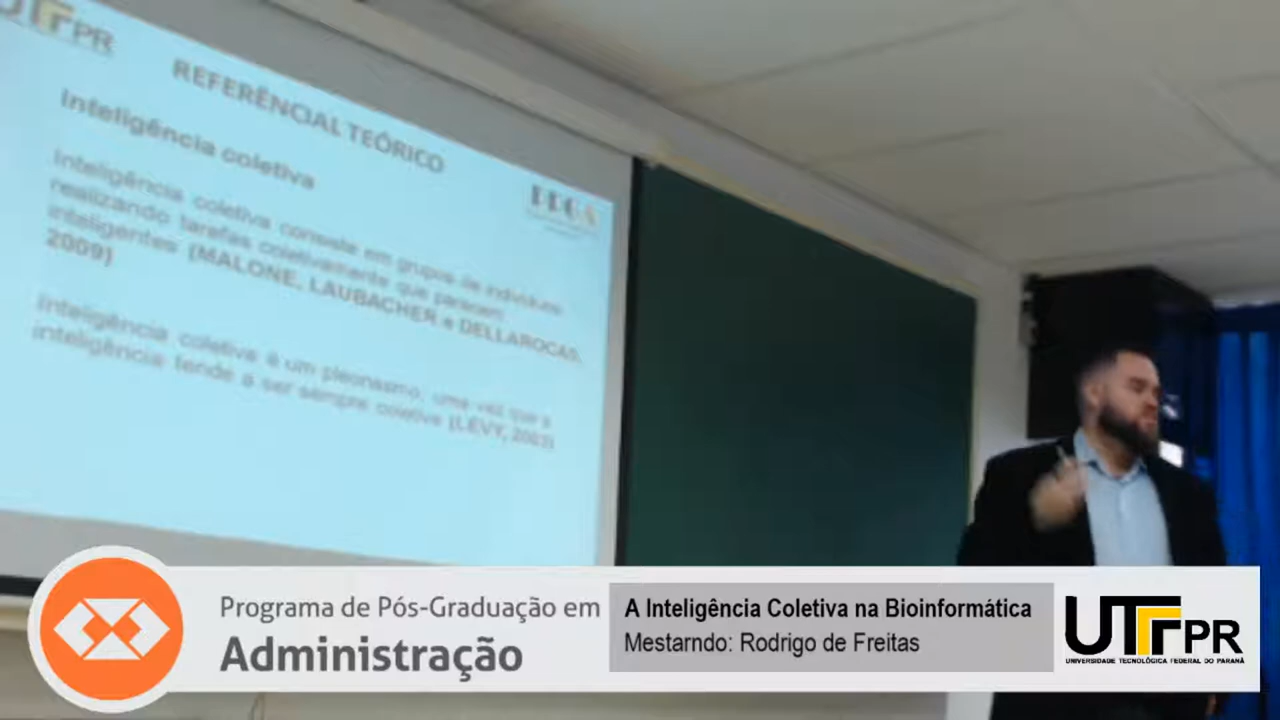 UTFPR
REFERÊNCIAL TEÓRICO
Inteligência coletiva
PPGA
Inteligência coletiva consiste em grupos de indivíduos
realizando tarefas coletivamente que parecem
inteligentes (MALONE, LAUBACHER e DELLAROCAS,
2009)
Inteligência coletiva é um pleonasmo, uma vez que a
inteligência tende a ser sempre coletiva (LÉVY, 2003)
Programa de Pós-Graduação em
Administração
A Inteligência Coletiva na Bioinformática
Mestarndo: Rodrigo de Freitas
UTFPR
UNIVERSIDADE TECNOLÓGICA FEDERAL DO PARANÁ